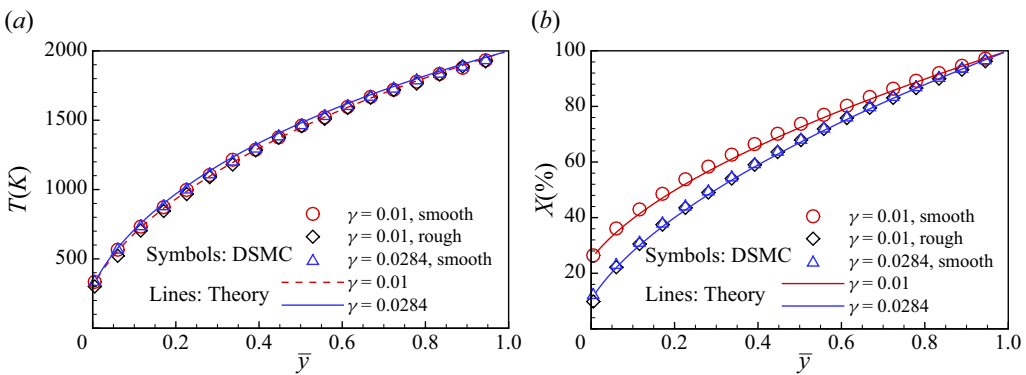 (a)
2000
1500
1000
500
0
T(K)
γ = 0.01, smooth
γ = 0.01, rough
Symbols: DSMC
γ = 0.0284, smooth
Lines: Theory
γ = 0.01
γ = 0.0284
0 0.2 0.4 0.6 0.8 1.0
y̅
(b)
100
80
60
40
20
0
X(%)
γ = 0.01, smooth
γ = 0.01, rough
Symbols: DSMC
γ = 0.0284, smooth
Lines: Theory
γ = 0.01
γ = 0.0284
0 0.2 0.4 0.6 0.8 1.0
y̅